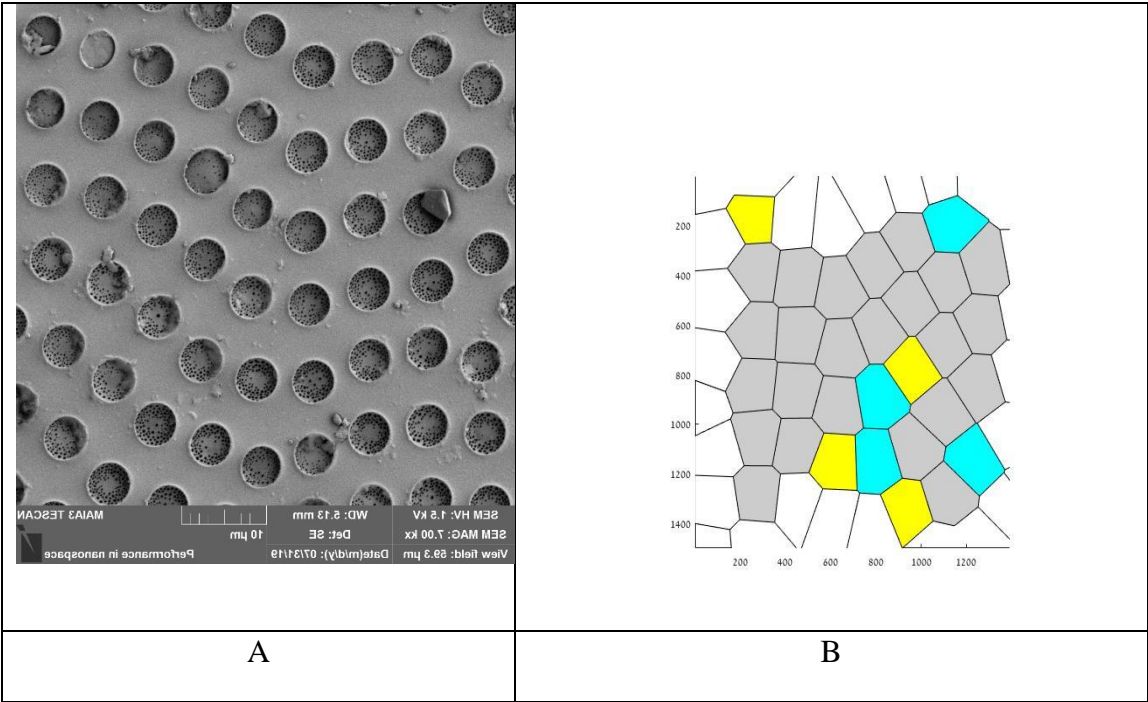 SEM HV: 1.5 kV WD: 5.13 mm MAIA3 TESCAN
SEM MAG: 7.00 kx Det: SE 10 µm
View field: 59.3 µm Date(m/d/y): 07/31/19 Performance in nanospace
200
400
600
800
1000
1200
1400
200 400 600 800 1000 1200
A B